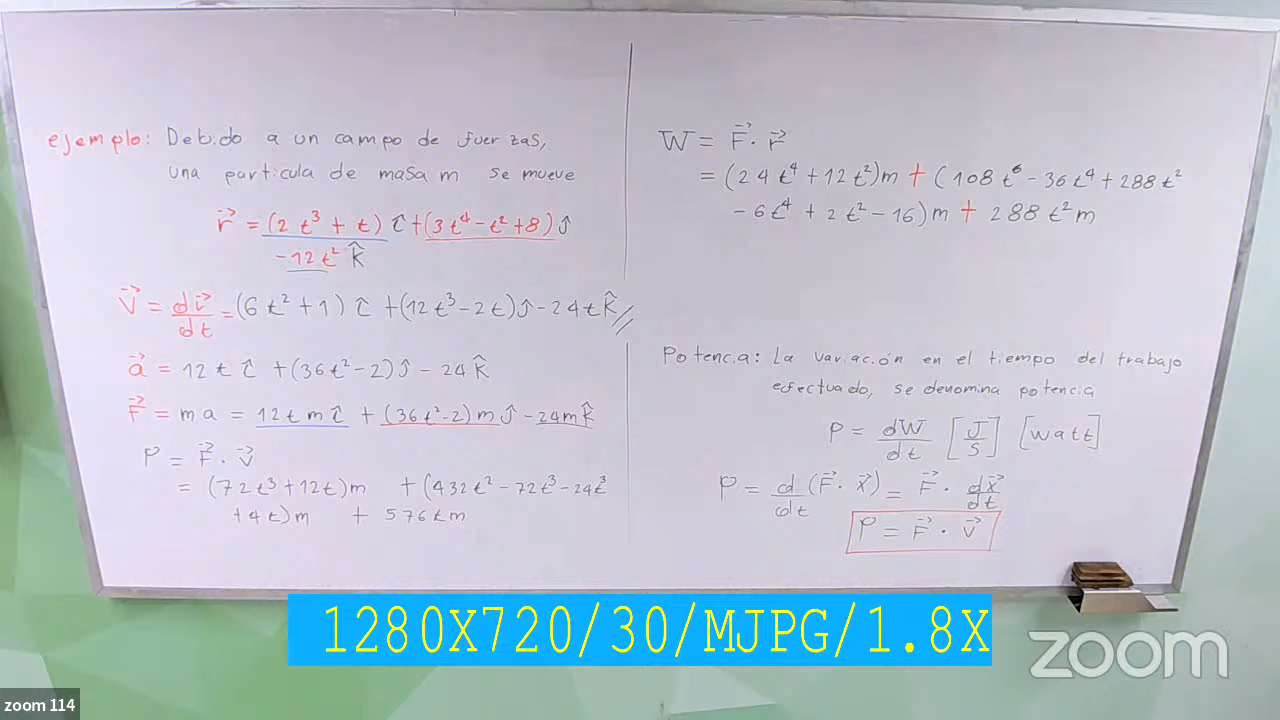 ejemplo: Debido a un campo de fuerzas,
una particula de masa m se mueve
r⃗ = (2t³ + t) î + (3t⁴ - t² + 8) ĵ
- 12t² k̂
V⃗ = dr⃗/dt = (6t² + 1) î + (12t³ - 2t) ĵ - 24t k̂ //
a⃗ = 12t î + (36t² - 2) ĵ - 24 k̂
F⃗ = ma = 12t m î + (36t² - 2) m ĵ - 24m k̂
P = F⃗ · V⃗
= (72t³ + 12t)m + (432t² - 72t³ - 24t³
+ 4t)m + 576tm
W = F⃗ · r⃗
= (24t⁴ + 12t²)m + (108t⁶ - 36t⁴ + 288t²
- 6t⁴ + 2t² - 16)m + 288t²m
Potencia: La variación en el tiempo del trabajo
efectuado, se denomina potencia
P = dW/dt [J/S] [watt]
P = d/dt (F⃗ · x⃗) = F⃗ · dx⃗/dt
P = F⃗ · V⃗
1280X720/30/MJPG/1.8X
zoom
zoom 114